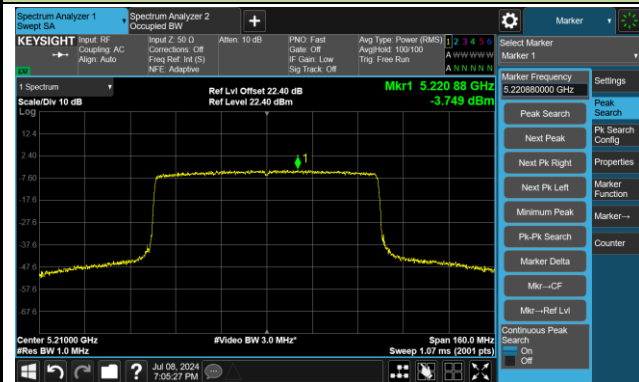 Spectrum Analyzer 1
Swept SA
Spectrum Analyzer 2
Occupied BW
+
Marker
KEYSIGHT
Input: RF
Coupling: AC
Align: Auto
Input Z: 50 Ω
Corrections: Off
Freq Ref: Int (S)
NFE: Adaptive
Atten: 10 dB
PNO: Fast
Gate: Off
IF Gain: Low
Sig Track: Off
Avg Type: Power (RMS)
Avg|Hold: 100/100
Trig: Free Run
1 2 3 4 5 6
A W W W W W
A N N N N N
LXI
Select Marker
Marker 1
1 Spectrum
Scale/Div 10 dB
Log
Ref Lvl Offset 22.40 dB
Ref Level 22.40 dBm
Mkr1 5.220 88 GHz
-3.749 dBm
12.4
2.40
-7.60
-17.6
-27.6
-37.6
-47.6
-57.6
-67.6
1
Center 5.21000 GHz
#Res BW 1.0 MHz
#Video BW 3.0 MHz*
Span 160.0 MHz
Sweep 1.07 ms (2001 pts)
Marker Frequency
5.220880000 GHz
Peak Search
Next Peak
Next Pk Right
Next Pk Left
Minimum Peak
Pk-Pk Search
Marker Delta
Mkr→CF
Mkr→Ref Lvl
Continuous Peak
Search
On
Off
Settings
Peak
Search
Pk Search
Config
Properties
Marker
Function
Marker→
Counter
?
Jul 08, 2024
7:05:27 PM